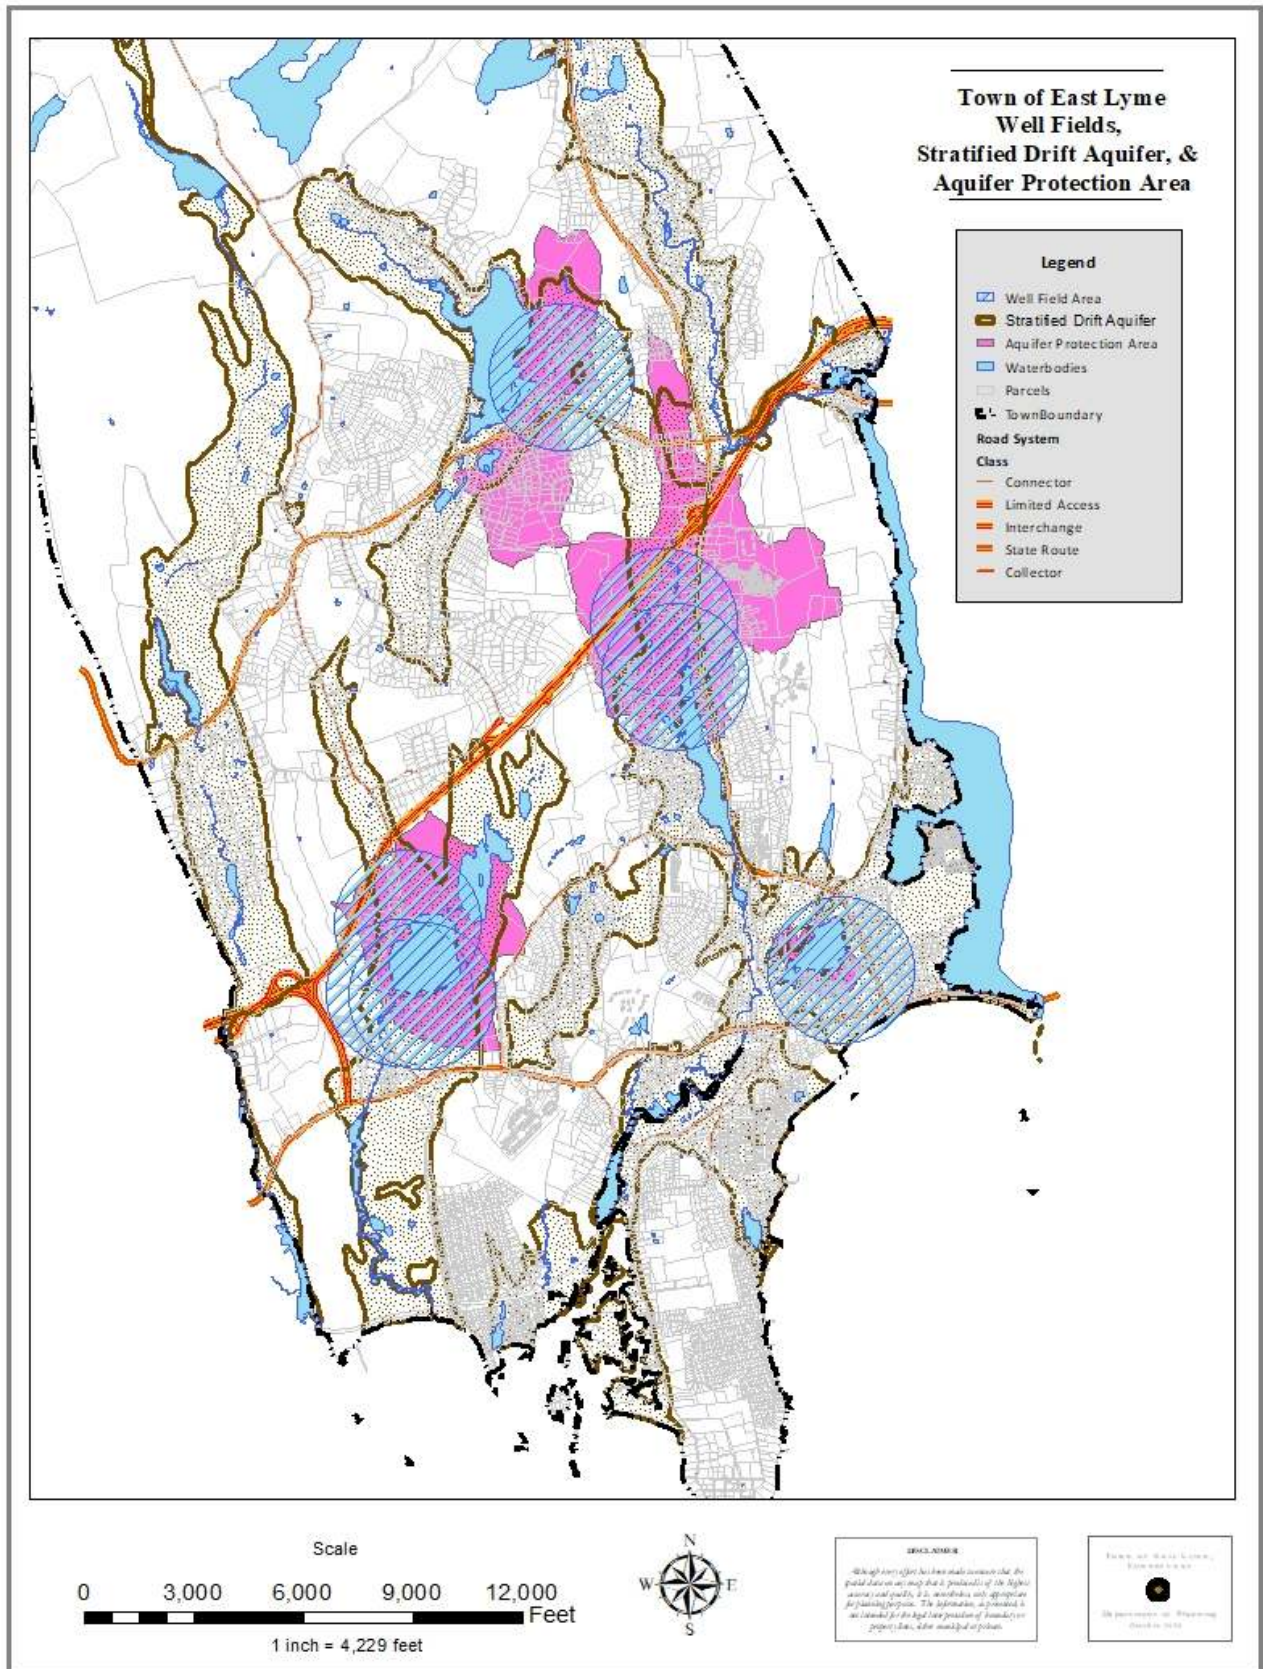 Town of East Lyme
Well Fields,
Stratified Drift Aquifer, &
Aquifer Protection Area
Legend
Well Field Area
Stratified Drift Aquifer
Aquifer Protection Area
Waterbodies
Parcels
TownBoundary
Road System
Class
Connector
Limited Access
Interchange
State Route
Collector
Scale
0 3,000 6,000 9,000 12,000
Feet
1 inch = 4,229 feet
N
W E
S
DISCLAIMER